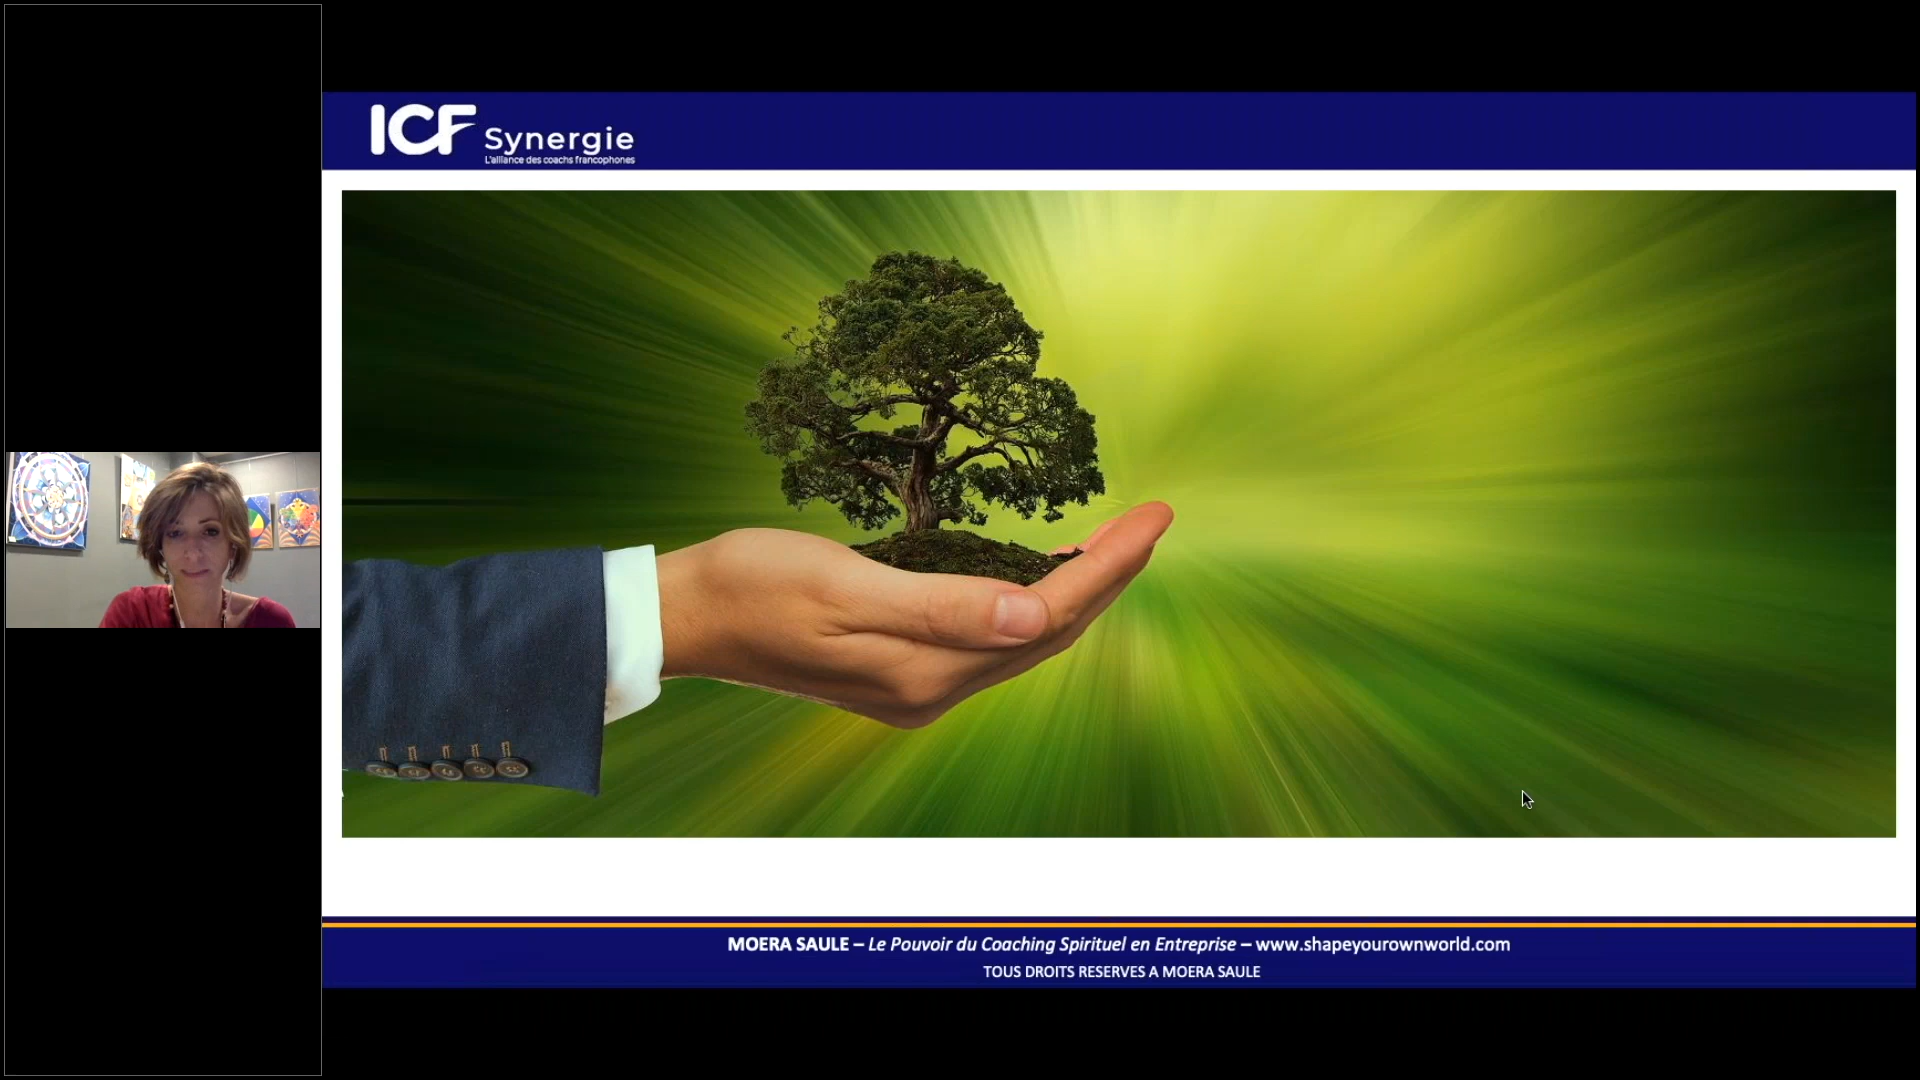 ICF Synergie
L'alliance des coachs francophones
MOERA SAULE – Le Pouvoir du Coaching Spirituel en Entreprise – www.shapeyourownworld.com
TOUS DROITS RESERVES A MOERA SAULE